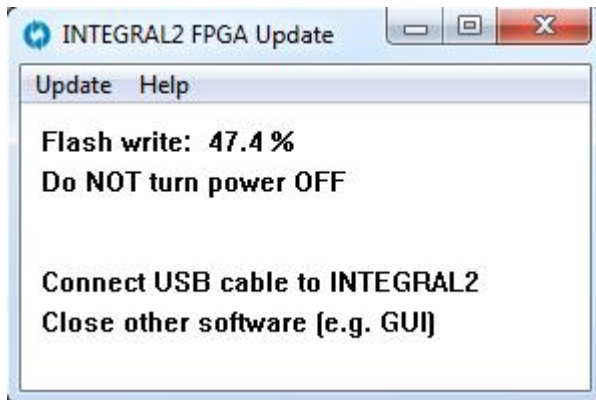 INTEGRAL2 FPGA Update
Update Help
Flash write: 47.4 %
Do NOT turn power OFF
Connect USB cable to INTEGRAL2
Close other software (e.g. GUI)